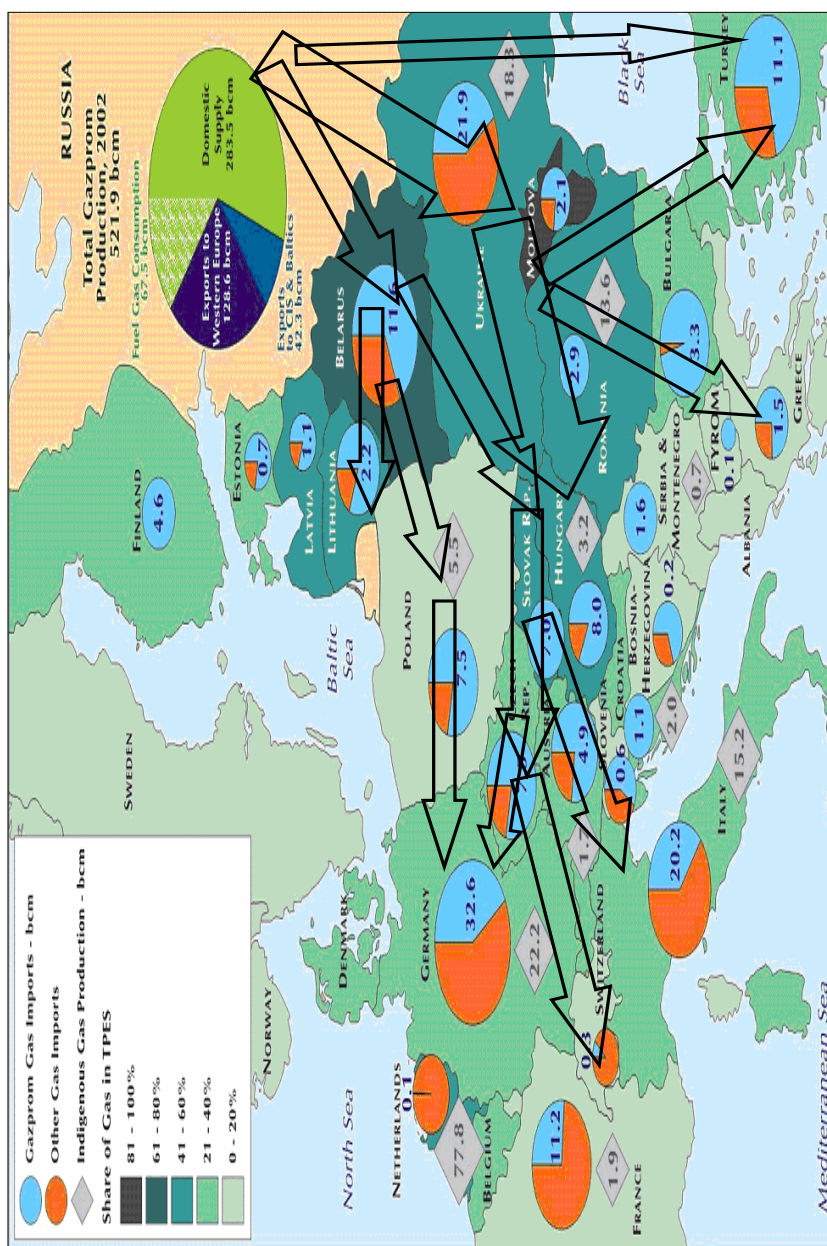 Gazprom Gas Imports - bcm
Other Gas Imports
Indigenous Gas Production - bcm
Share of Gas in TPES
81 - 100%
61 - 80%
41 - 60%
21 - 40%
0 - 20%
RUSSIA
Total Gazprom
Production, 2002
521.9 bcm
Fuel Gas Consumption
67.5 bcm
Domestic
Supply
283.5 bcm
Exports to
Western Europe
128.6 bcm
Exports
to CIS & Baltics
42.3 bcm
NORWAY
SWEDEN
FINLAND
4.6
ESTONIA
0.7
LATVIA
1.1
LITHUANIA
2.2
BELARUS
Baltic
Sea
North Sea
DENMARK
NETHERLANDS
0.1
77.8
BELGIUM
GERMANY
32.6
22.2
POLAND
7.5
5.5
UKRAINE
21.9
18.3
MOLDOVA
2.1
Black
Sea
TURKEY
11.1
SLOVAK REP.
7.0
REP.
HUNGARY
8.0
3.2
ROMANIA
2.9
13.6
BULGARIA
3.3
4.9
SLOVENIA
0.6
CROATIA
1.1
2.0
BOSNIA-
HERZEGOVINA
0.2
SERBIA &
MONTENEGRO
1.6
0.7
FYROM
0.1
ALBANIA
GREECE
1.5
ITALY
20.2
15.2
SWITZERLAND
0.3
FRANCE
11.2
1.9
Mediterranean Sea